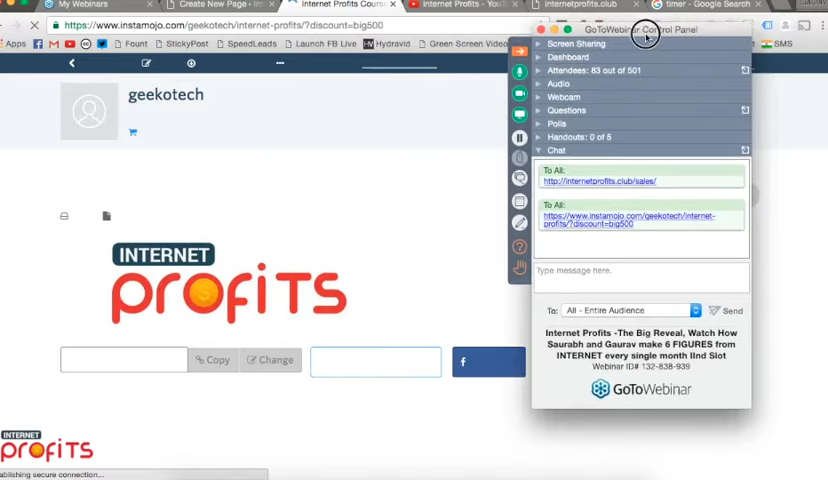 My Webinars
Create New Page -
Internet Profits Cours
Internet Profits - You
internetprofits.club
timer - Google Search
https://www.instamojo.com/geekotech/internet-profits/?discount=big500
Apps
Fount
StickyPost
SpeedLeads
Launch FB Live
Hydravid
SMS
geekotech
INTERNET
PROFITS
Copy
Change
f
INTERNET
PROFITS
ablishing secure connection...
GoToWebinar Control Panel
Screen Sharing
Dashboard
Attendees: 83 out of 501
Audio
Webcam
Questions
Polls
Handouts: 0 of 5
Chat
To All:
http://internetprofits.club/sales/
To All:
https://www.instamojo.com/geekotech/internet-
profits/?discount=big500
Type message here.
To: All - Entire Audience
Send
Internet Profits -The Big Reveal, Watch How
Saurabh and Gaurav make 6 FIGURES from
INTERNET every single month IInd Slot
Webinar ID# 132-838-939
GoToWebinar